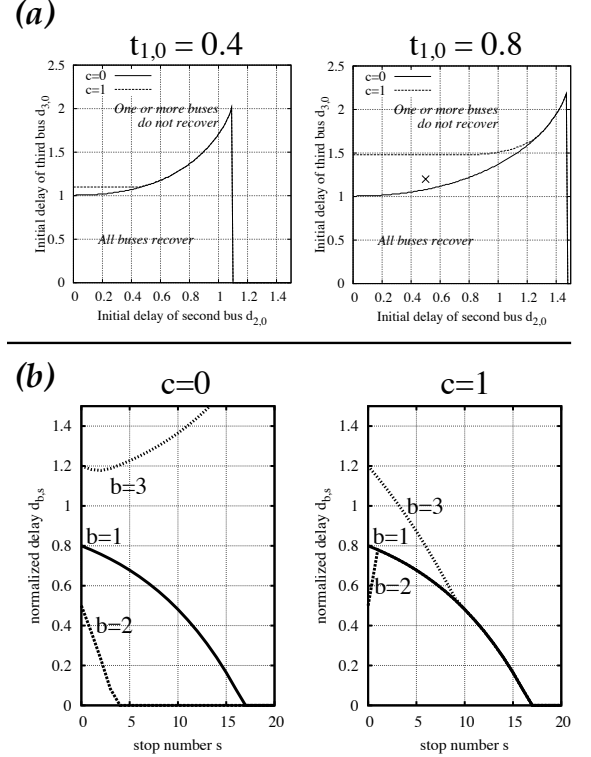 (a)
t1,0 = 0.4
Initial delay of third bus d3,0
2.5
2
1.5
1
0.5
0
c=0
c=1
One or more buses
do not recover
All buses recover
0 0.2 0.4 0.6 0.8 1 1.2 1.4
Initial delay of second bus d2,0
t1,0 = 0.8
Initial delay of third bus d3,0
2.5
2
1.5
1
0.5
0
c=0
c=1
One or more buses
do not recover
All buses recover
0 0.2 0.4 0.6 0.8 1 1.2 1.4
Initial delay of second bus d2,0
(b)
c=0
normalized delay db,s
1.4
1.2
1
0.8
0.6
0.4
0.2
0
b=3
b=1
b=2
0 5 10 15 20
stop number s
c=1
normalized delay db,s
1.4
1.2
1
0.8
0.6
0.4
0.2
0
b=3
b=1
b=2
0 5 10 15 20
stop number s